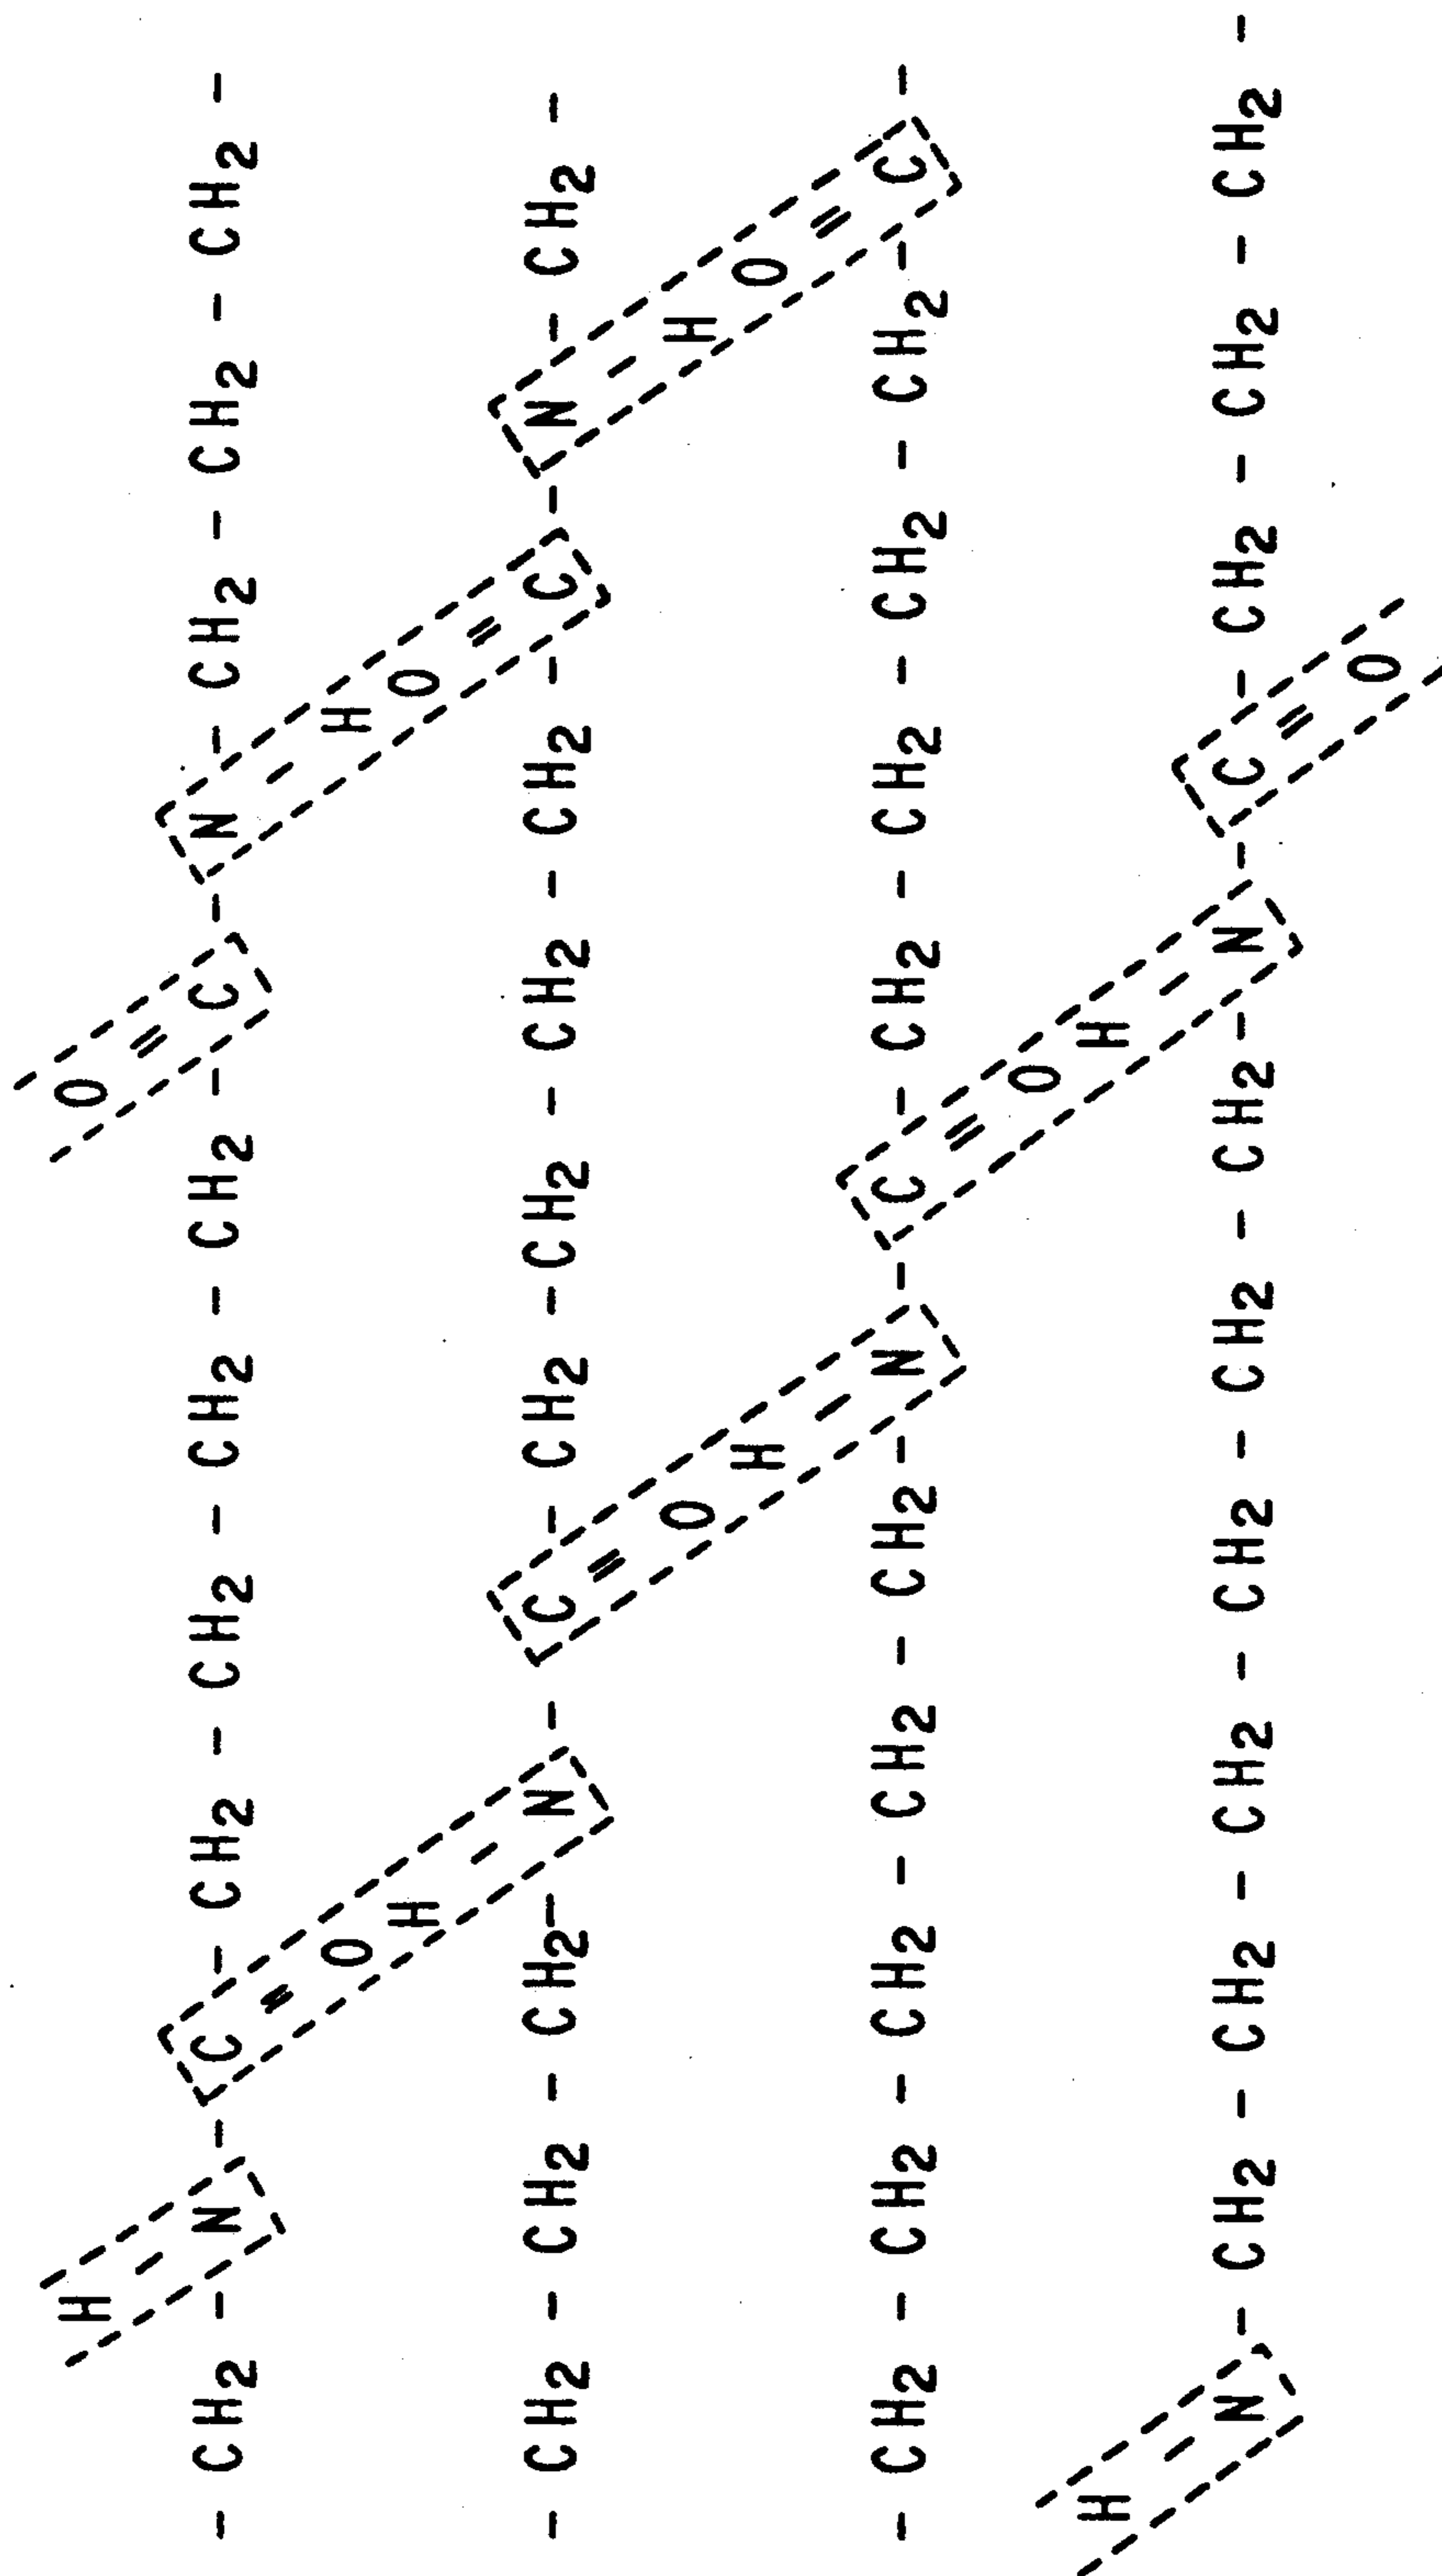 H O
- CH2 - N - C - CH2 - CH2 - CH2 - CH2 - C - N - CH2 - CH2 - CH2 -
O H
H O
- CH2 - CH2 - CH2 - N - C - CH2 - CH2 - CH2 - CH2 - C - N - CH2 -
O H
H O
- CH2 - CH2 - CH2 - CH2 - CH2 - N - C - CH2 - CH2 - CH2 - CH2 - C -
O
H H
N - CH2 - CH2 - CH2 - CH2 - CH2 - CH2 - N - C - CH2 - CH2 - CH2 -
O